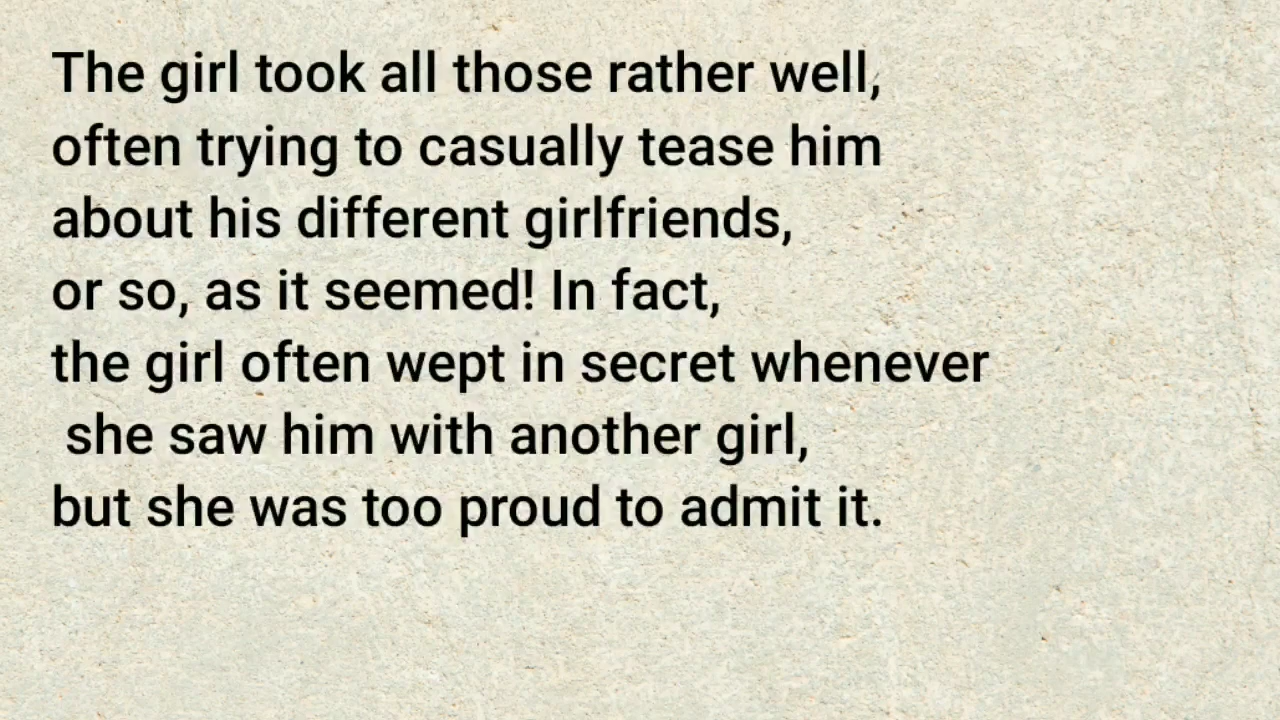 The girl took all those rather well,
often trying to casually tease him
about his different girlfriends,
or so, as it seemed! In fact,
the girl often wept in secret whenever
she saw him with another girl,
but she was too proud to admit it.